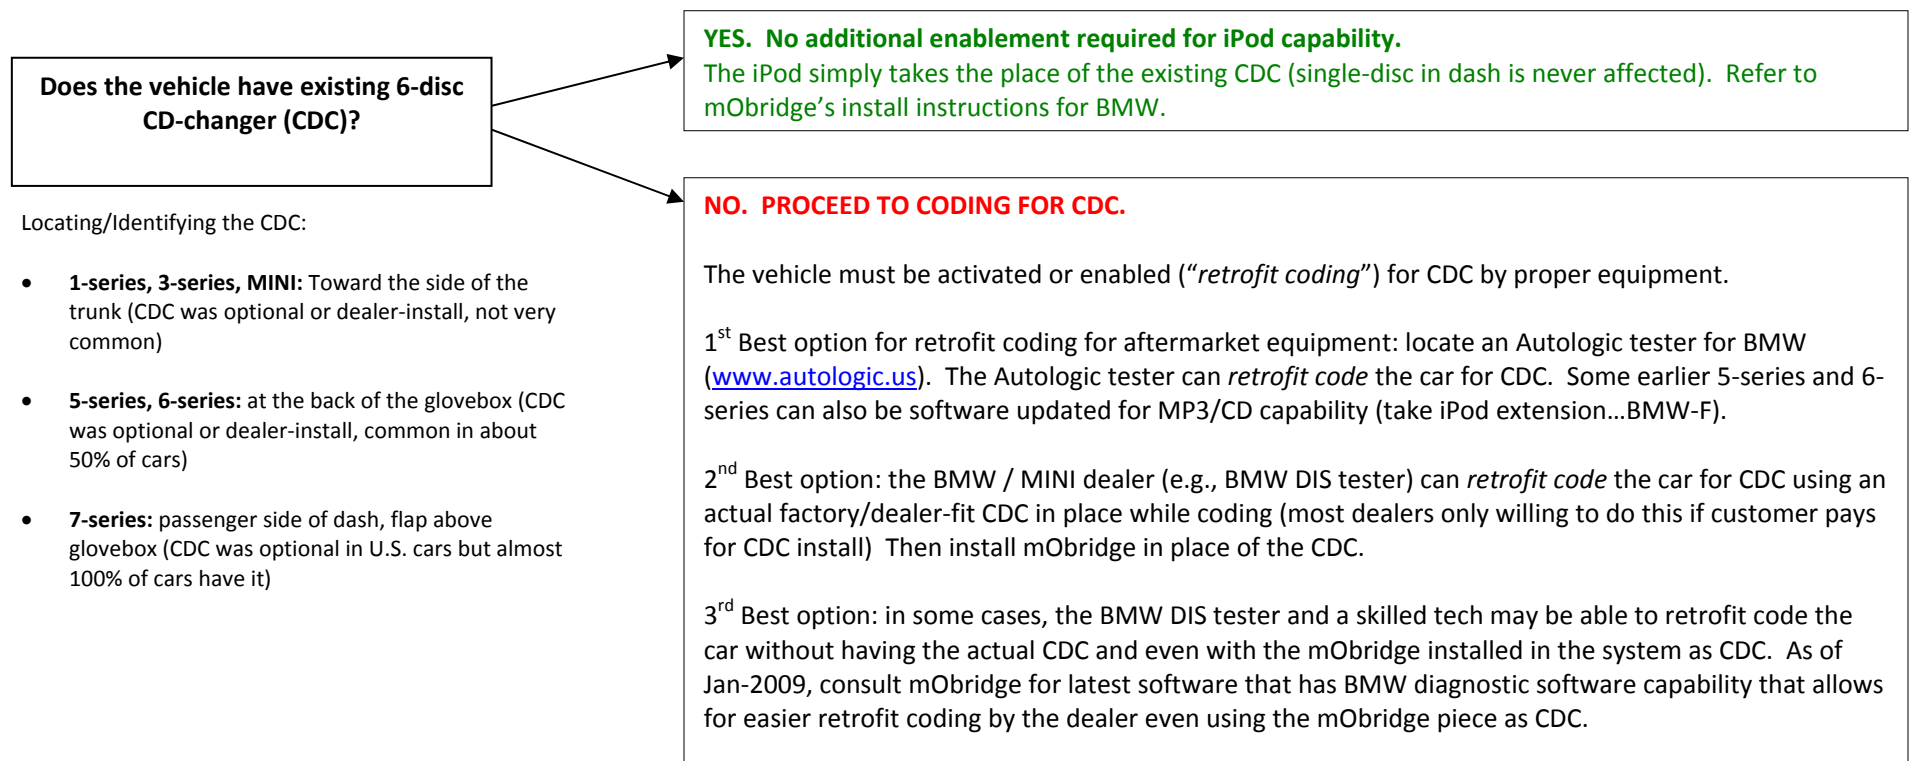 Does the vehicle have existing 6-disc
CD-changer (CDC)?
Locating/Identifying the CDC:
• 1-series, 3-series, MINI: Toward the side of the
trunk (CDC was optional or dealer-install, not very
common)
• 5-series, 6-series: at the back of the glovebox (CDC
was optional or dealer-install, common in about
50% of cars)
• 7-series: passenger side of dash, flap above
glovebox (CDC was optional in U.S. cars but almost
100% of cars have it)
YES. No additional enablement required for iPod capability.
The iPod simply takes the place of the existing CDC (single-disc in dash is never affected). Refer to
mObridge’s install instructions for BMW.
NO. PROCEED TO CODING FOR CDC.
The vehicle must be activated or enabled (“retrofit coding”) for CDC by proper equipment.
1st Best option for retrofit coding for aftermarket equipment: locate an Autologic tester for BMW
(www.autologic.us). The Autologic tester can retrofit code the car for CDC. Some earlier 5-series and 6-
series can also be software updated for MP3/CD capability (take iPod extension…BMW-F).
2nd Best option: the BMW / MINI dealer (e.g., BMW DIS tester) can retrofit code the car for CDC using an
actual factory/dealer-fit CDC in place while coding (most dealers only willing to do this if customer pays
for CDC install) Then install mObridge in place of the CDC.
3rd Best option: in some cases, the BMW DIS tester and a skilled tech may be able to retrofit code the
car without having the actual CDC and even with the mObridge installed in the system as CDC. As of
Jan-2009, consult mObridge for latest software that has BMW diagnostic software capability that allows
for easier retrofit coding by the dealer even using the mObridge piece as CDC.